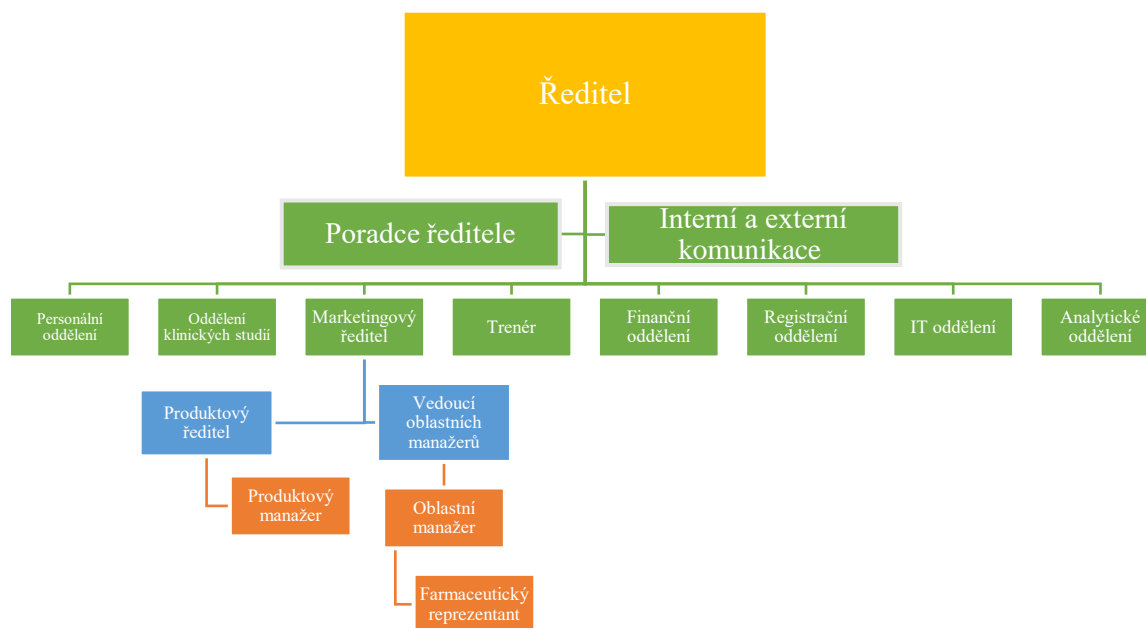 Ředitel
Poradce ředitele
Interní a externí
komunikace
Personální
oddělení
Oddělení
klinických studií
Marketingový
ředitel
Trenér
Finanční
oddělení
Registrační
oddělení
IT oddělení
Analytické
oddělení
Produktový
ředitel
Vedoucí
oblastních
manažerů
Produktový
manažer
Oblastní
manažer
Farmaceutický
reprezentant